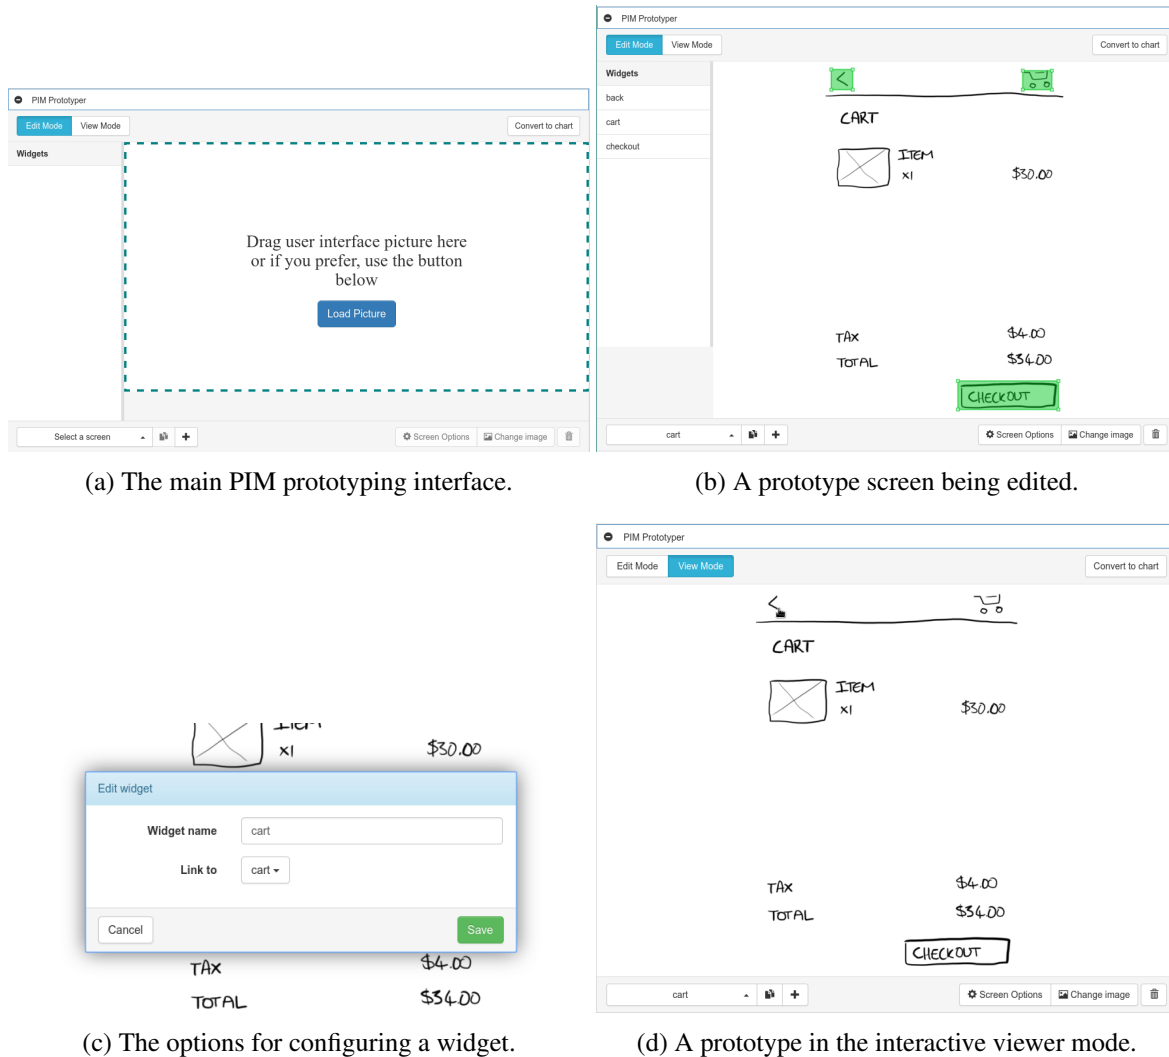 PIM Prototyper
Edit Mode View Mode Convert to chart
Widgets
Drag user interface picture here
or if you prefer, use the button
below
Load Picture
Select a screen Screen Options Change image
(a) The main PIM prototyping interface.
PIM Prototyper
Edit Mode View Mode Convert to chart
Widgets
back
cart
checkout
<
CART
ITEM
x1 $30.00
TAX $4.00
TOTAL $34.00
CHECKOUT
cart Screen Options Change image
(b) A prototype screen being edited.
ITEM
x1 $30.00
Edit widget
Widget name cart
Link to cart
Cancel Save
TAX $4.00
TOTAL $34.00
(c) The options for configuring a widget.
PIM Prototyper
Edit Mode View Mode Convert to chart
<
CART
ITEM
x1 $30.00
TAX $4.00
TOTAL $34.00
CHECKOUT
cart Screen Options Change image
(d) A prototype in the interactive viewer mode.